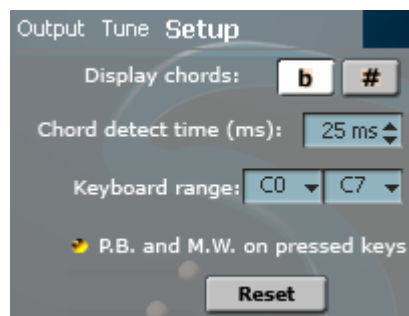 Output Tune Setup
Display chords: b #
Chord detect time (ms): 25 ms
Keyboard range: C0 C7
P.B. and M.W. on pressed keys
Reset